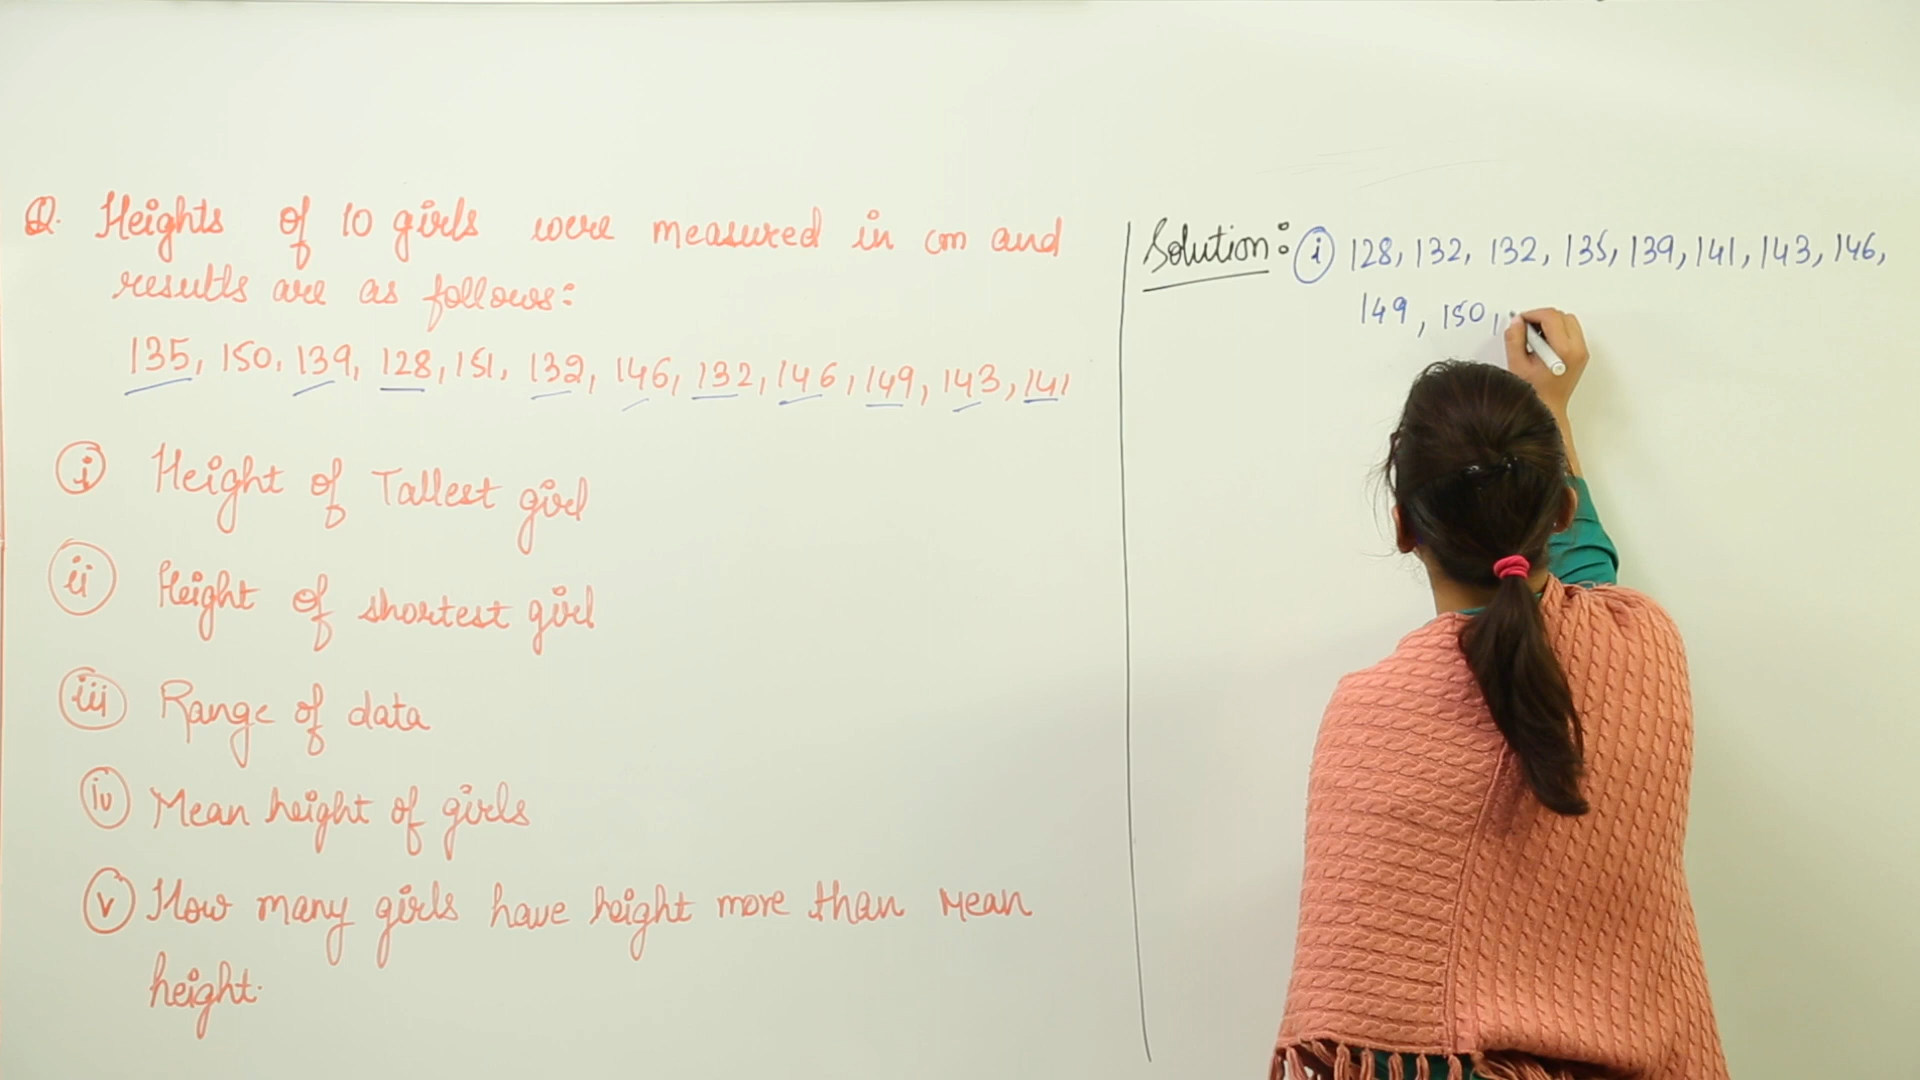 Q. Heights of 10 girls were measured in cm and
results are as follows:
135, 150, 139, 128, 151, 132, 146, 132, 146, 149, 143, 141
i Height of Tallest girl
ii Height of shortest girl
iii Range of data
iv Mean height of girls
v How many girls have height more than Mean
height.
Solution: i 128, 132, 132, 135, 139, 141, 143, 146,
149, 150,